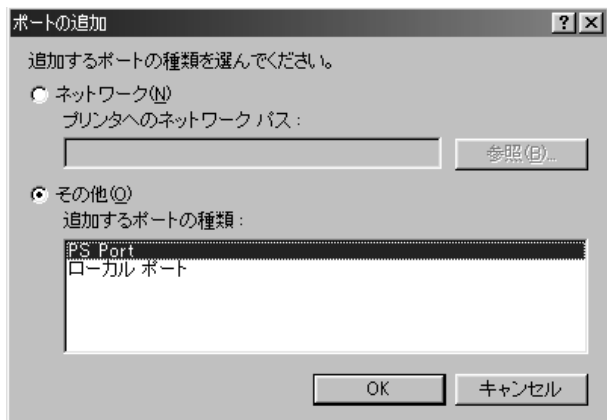 ポートの追加
追加するポートの種類を選んでください。
ネットワーク(N)
プリンタへのネットワーク パス:
参照(B)...
その他(O)
追加するポートの種類:
PS Port
ローカル ポート
OK
キャンセル